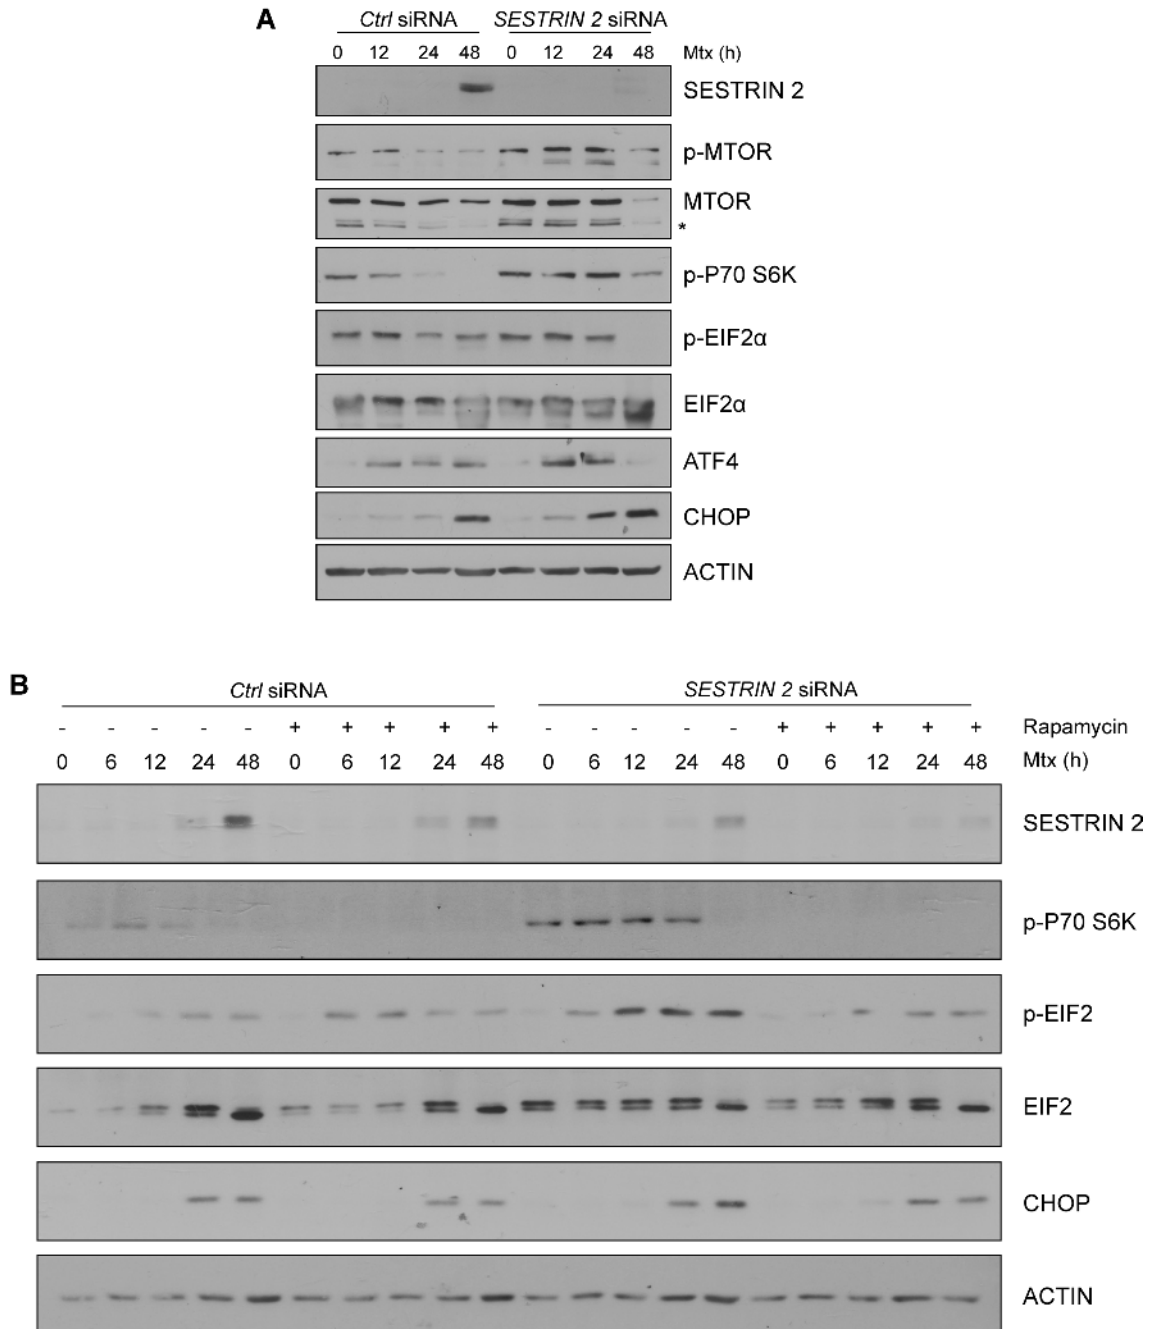 A
Ctrl siRNA SESTRIN 2 siRNA
0 12 24 48 0 12 24 48 Mtx (h)
SESTRIN 2
p-MTOR
MTOR
*
p-P70 S6K
p-EIF2α
EIF2α
ATF4
CHOP
ACTIN
B
Ctrl siRNA SESTRIN 2 siRNA
- - - - - + + + + + - - - - - + + + + + Rapamycin
0 6 12 24 48 0 6 12 24 48 0 6 12 24 48 0 6 12 24 48 Mtx (h)
SESTRIN 2
p-P70 S6K
p-EIF2
EIF2
CHOP
ACTIN